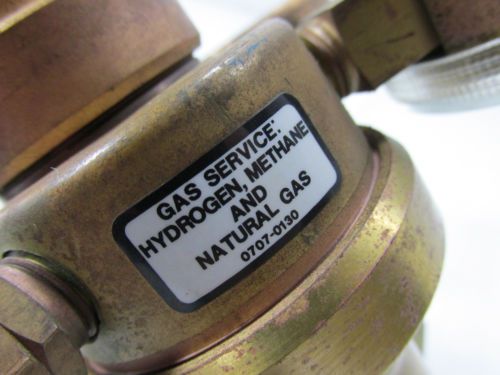 GAS SERVICE:
HYDROGEN, METHANE
AND
NATURAL GAS
0707-0130